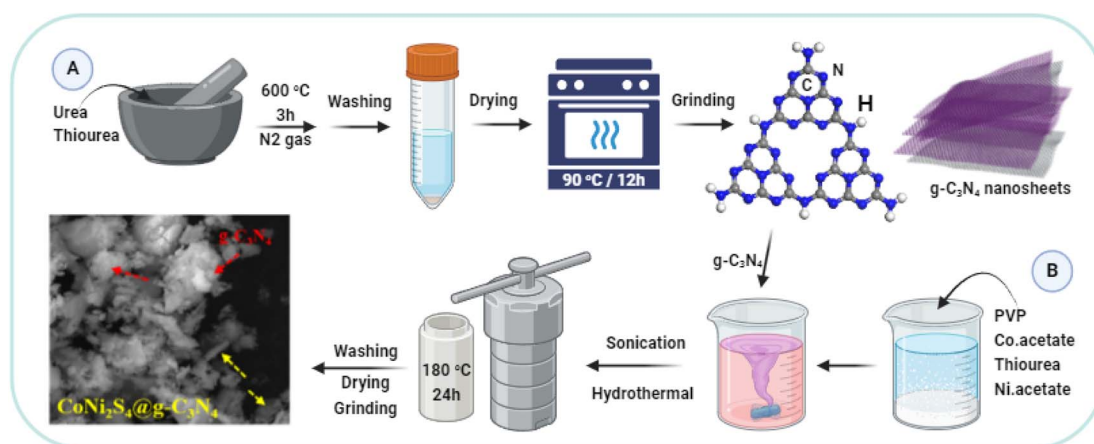 A
Urea
Thiourea
600 °C
3h
N2 gas
Washing
Drying
90 °C / 12h
Grinding
N
C
H
g-C₃N₄ nanosheets
g-C₃N₄
B
PVP
Co.acetate
Thiourea
Ni.acetate
Sonication
Hydrothermal
180 °C
24h
Washing
Drying
Grinding
g-C₃N₄
CoNi₂S₄@g-C₃N₄